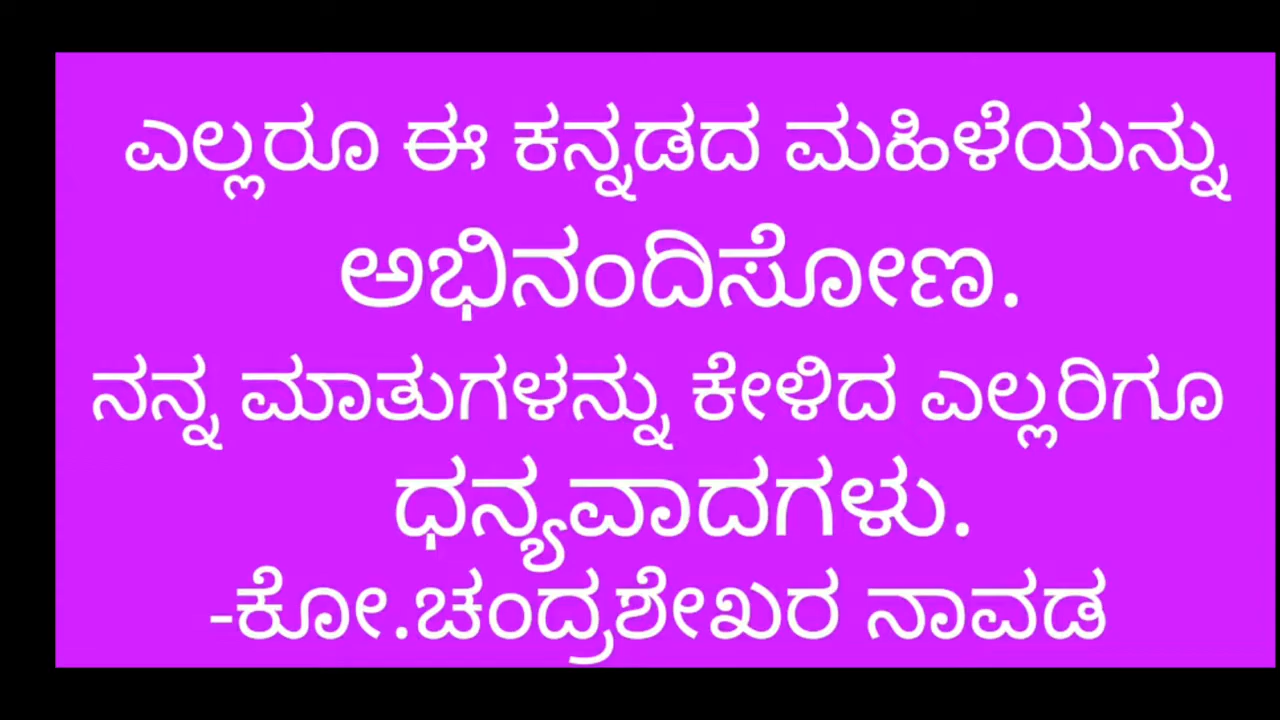 ಎಲ್ಲರೂ ಈ ಕನ್ನಡದ ಮಹಿಳೆಯನ್ನು
ಅಭಿನಂದಿಸೋಣ.
ನನ್ನ ಮಾತುಗಳನ್ನು ಕೇಳಿದ ಎಲ್ಲರಿಗೂ
ಧನ್ಯವಾದಗಳು.
-ಕೋ.ಚಂದ್ರಶೇಖರ ನಾವಡ